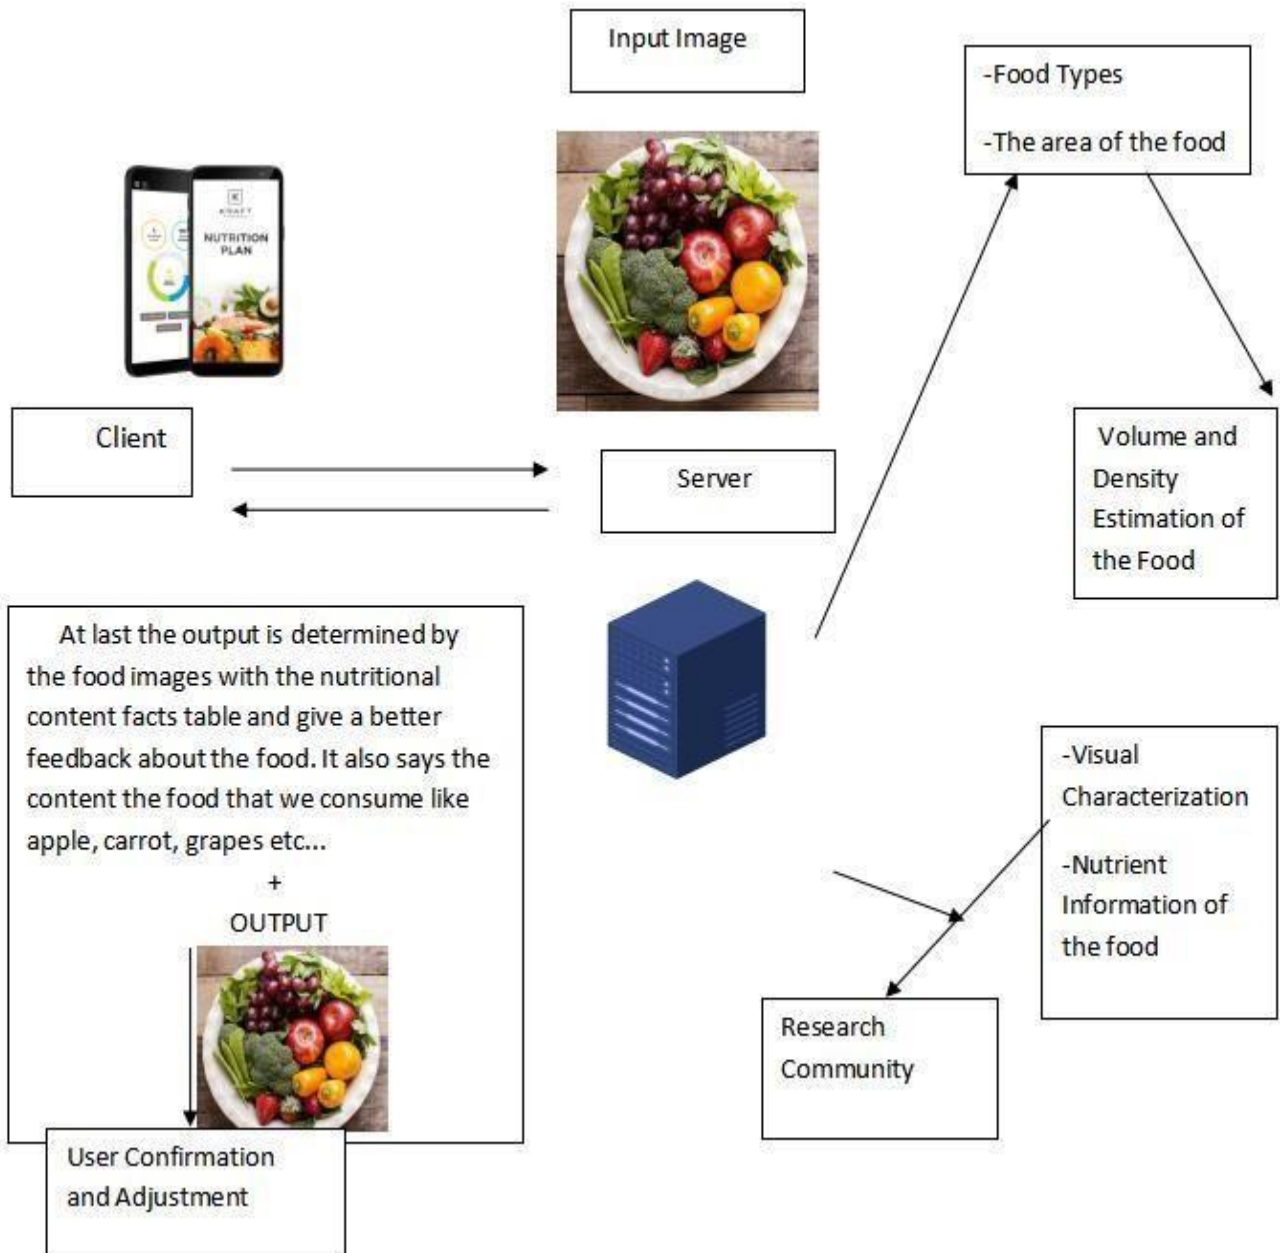 Input Image
-Food Types
-The area of the food
K
KRAFT
NUTRITION
PLAN
Client
Server
Volume and
Density
Estimation of
the Food
At last the output is determined by
the food images with the nutritional
content facts table and give a better
feedback about the food. It also says the
content the food that we consume like
apple, carrot, grapes etc...
+
OUTPUT
User Confirmation
and Adjustment
-Visual
Characterization
-Nutrient
Information of
the food
Research
Community